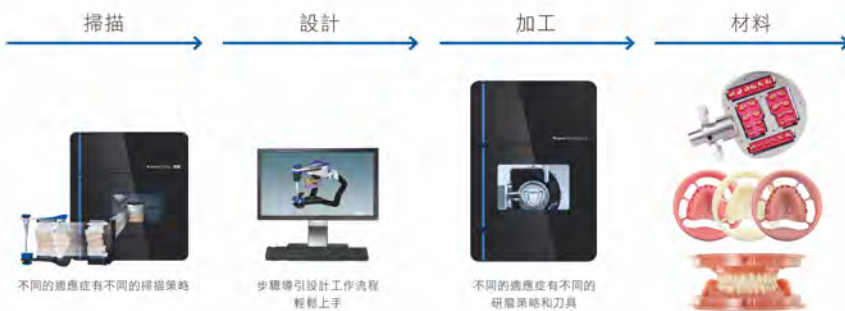 掃描
設計
加工
材料
不同的適應症有不同的掃描策略
步驟導引設計工作流程
輕鬆上手
不同的適應症有不同的
研磨策略和刀具